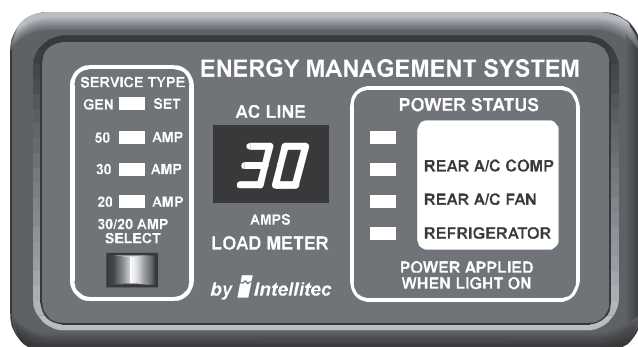 ENERGY MANAGEMENT SYSTEM
SERVICE TYPE
GEN SET
50 AMP
30 AMP
20 AMP
30/20 AMP
SELECT
AC LINE
30
AMPS
LOAD METER
by Intellitec
POWER STATUS
REAR A/C COMP
REAR A/C FAN
REFRIGERATOR
POWER APPLIED
WHEN LIGHT ON